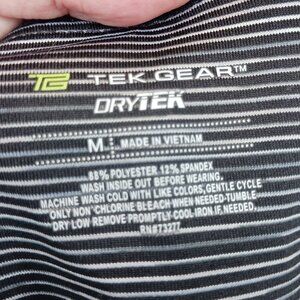 TEK GEAR™
DRYTEK
M MADE IN VIETNAM
88% POLYESTER, 12% SPANDEX
WASH INSIDE OUT BEFORE WEARING.
MACHINE WASH COLD WITH LIKE COLORS, GENTLE CYCLE
ONLY NON CHLORINE BLEACH WHEN NEEDED-TUMBLE
DRY LOW REMOVE PROMPTLY-COOL IRON IF NEEDED.
RN#73277